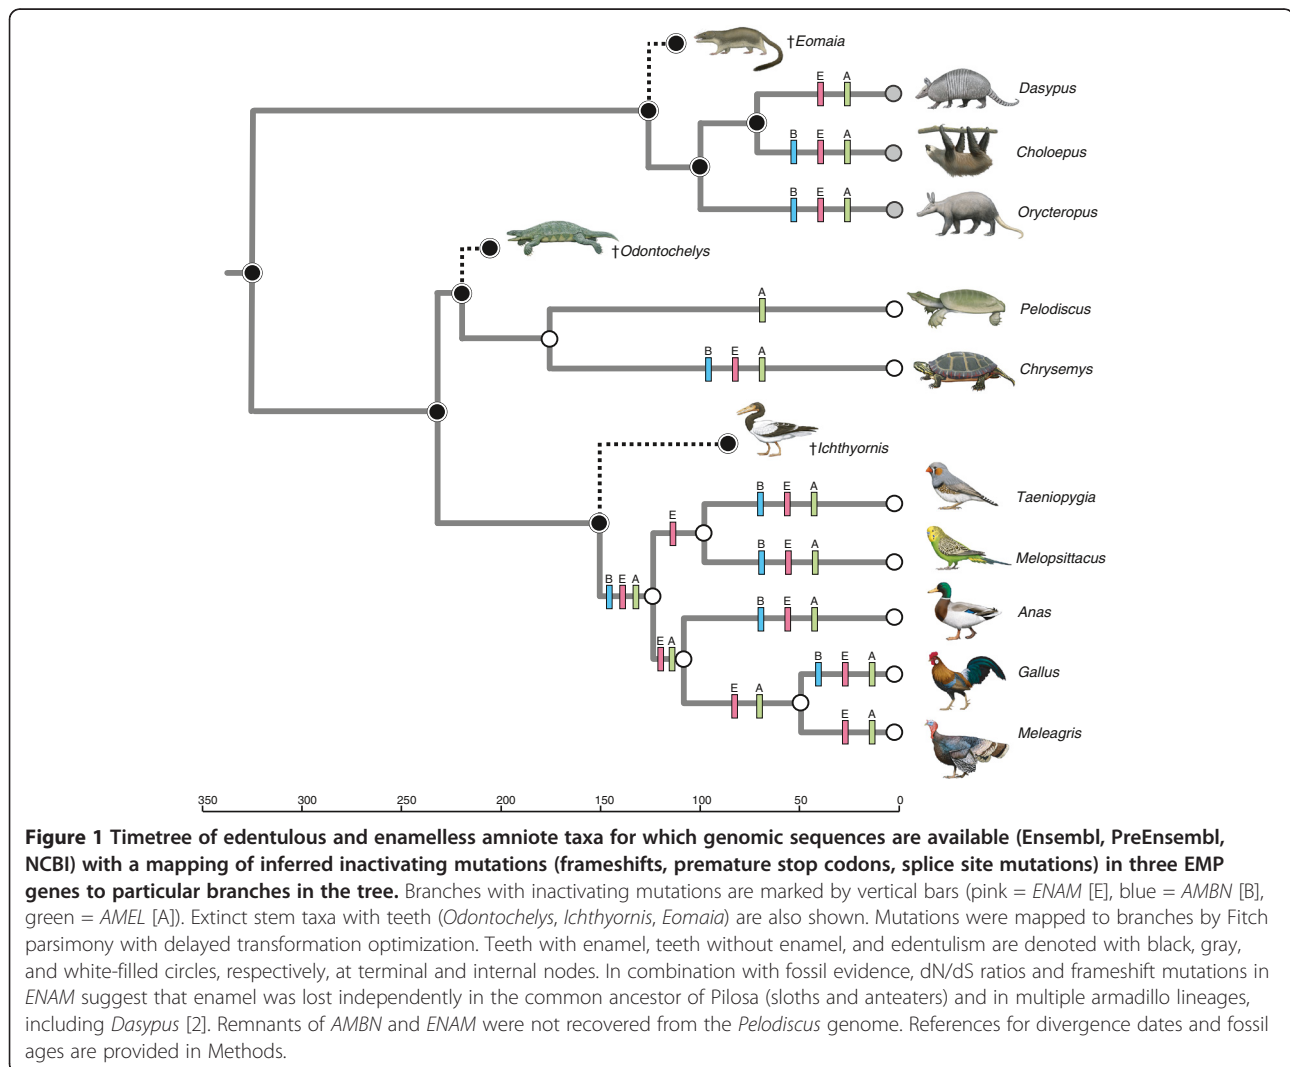 †Eomaia
E A
Dasypus
B E A
Choloepus
B E A
Orycteropus
†Odontochelys
A
Pelodiscus
B E A
Chrysemys
†Ichthyornis
B E A
Taeniopygia
E
B E A
Melopsittacus
B E A
B E A
Anas
E A
B E A
Gallus
E A
E A
Meleagris
350 300 250 200 150 100 50 0
Figure 1 Timetree of edentulous and enamelless amniote taxa for which genomic sequences are available (Ensembl, PreEnsembl,
NCBI) with a mapping of inferred inactivating mutations (frameshifts, premature stop codons, splice site mutations) in three EMP
genes to particular branches in the tree. Branches with inactivating mutations are marked by vertical bars (pink = ENAM [E], blue = AMBN [B],
green = AMEL [A]). Extinct stem taxa with teeth (Odontochelys, Ichthyornis, Eomaia) are also shown. Mutations were mapped to branches by Fitch
parsimony with delayed transformation optimization. Teeth with enamel, teeth without enamel, and edentulism are denoted with black, gray,
and white-filled circles, respectively, at terminal and internal nodes. In combination with fossil evidence, dN/dS ratios and frameshift mutations in
ENAM suggest that enamel was lost independently in the common ancestor of Pilosa (sloths and anteaters) and in multiple armadillo lineages,
including Dasypus [2]. Remnants of AMBN and ENAM were not recovered from the Pelodiscus genome. References for divergence dates and fossil
ages are provided in Methods.